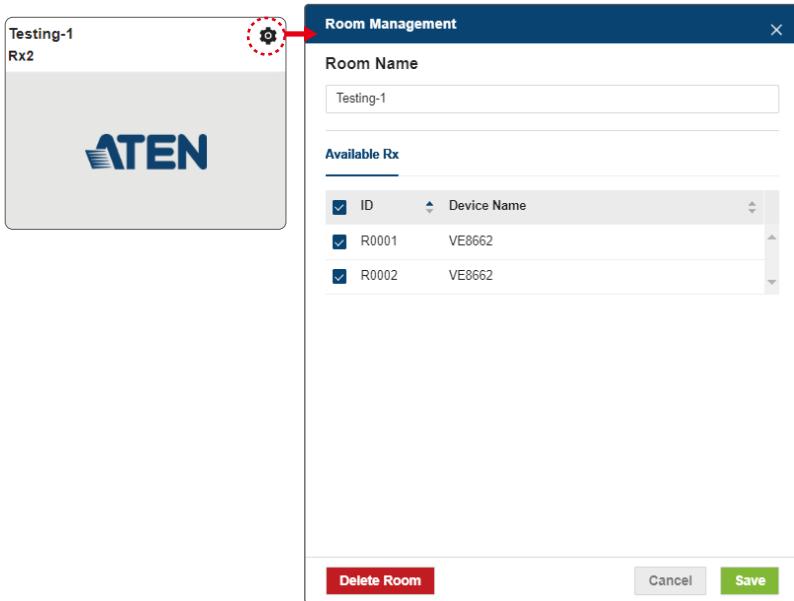 Testing-1
Rx2
ATEN
Room Management
Room Name
Testing-1
Available Rx
ID Device Name
R0001 VE8662
R0002 VE8662
Delete Room Cancel Save